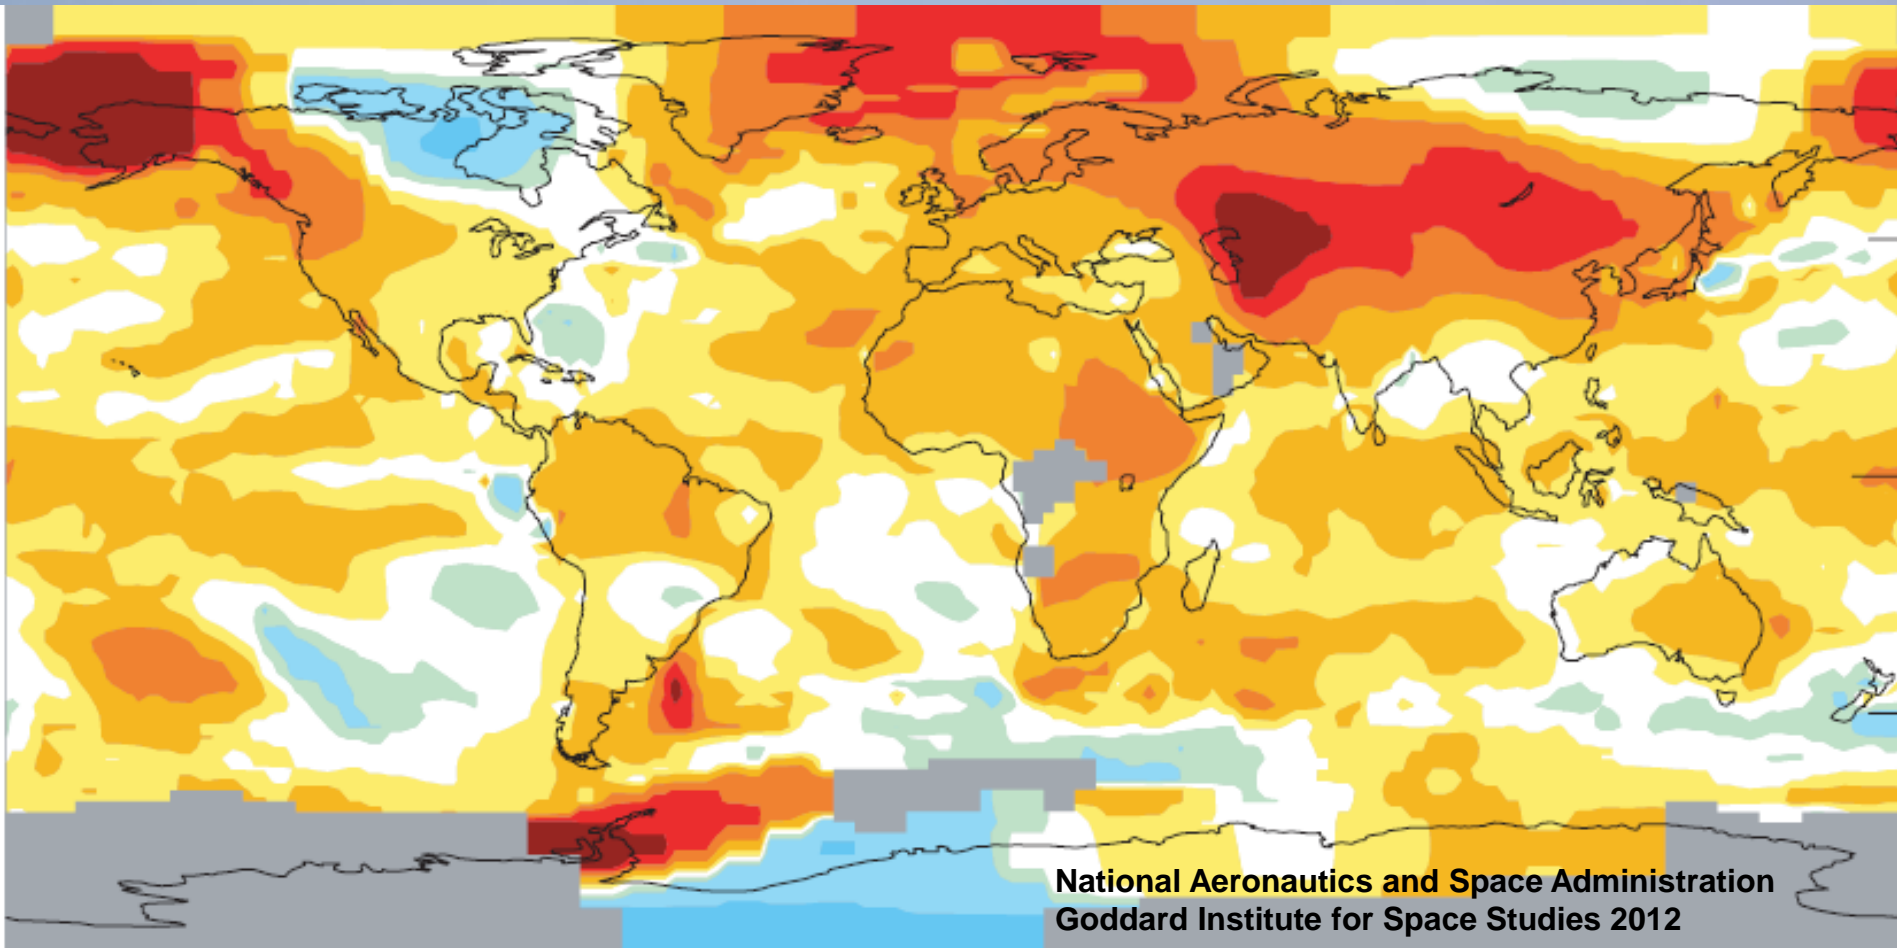 National Aeronautics and Space Administration
Goddard Institute for Space Studies 2012